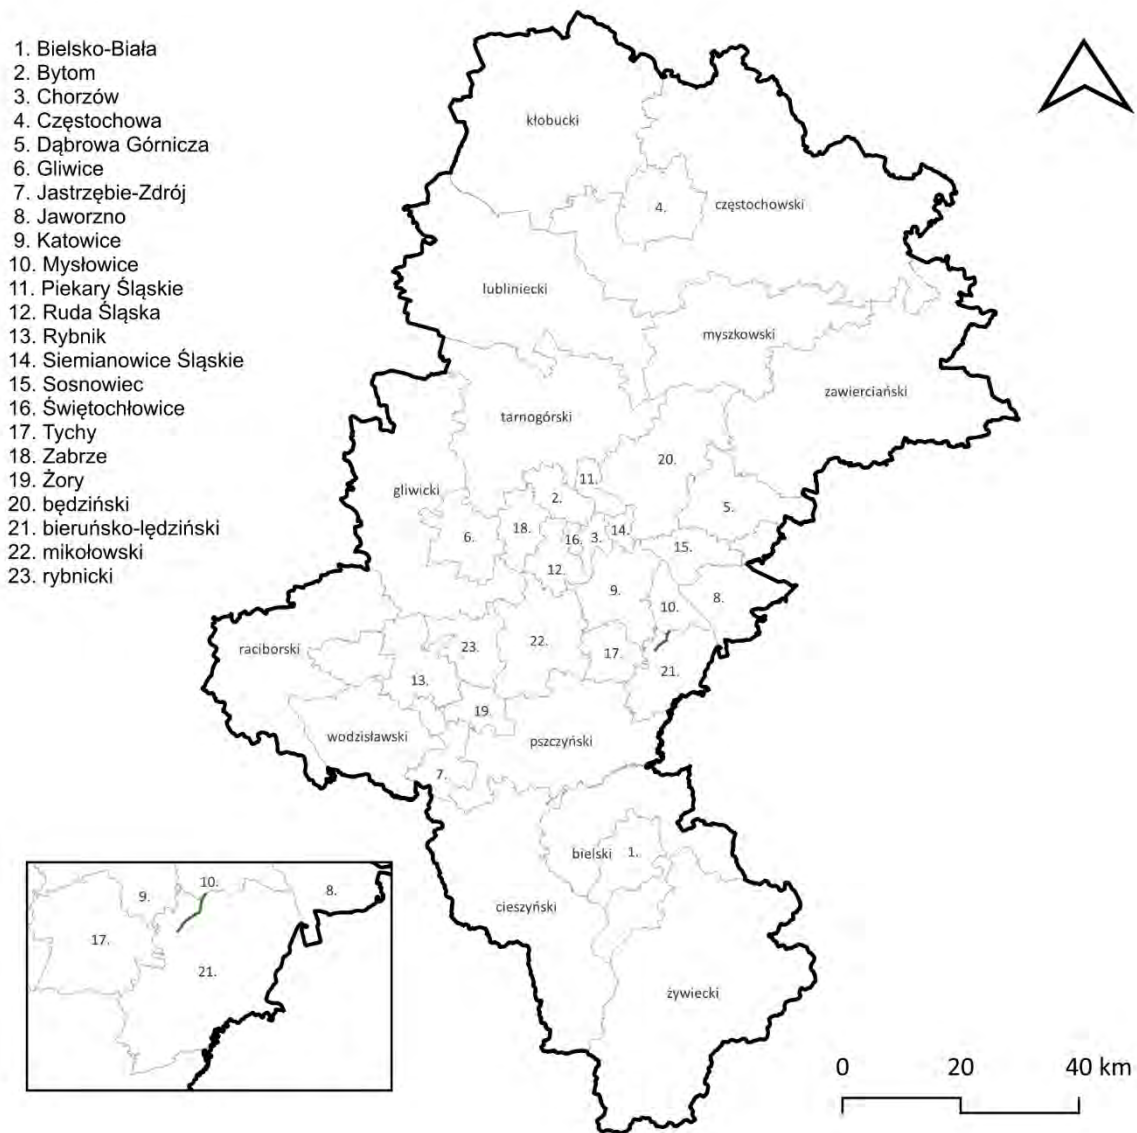 1. Bielsko-Biała
2. Bytom
3. Chorzów
4. Częstochowa
5. Dąbrowa Górnicza
6. Gliwice
7. Jastrzębie-Zdrój
8. Jaworzno
9. Katowice
10. Mysłowice
11. Piekary Śląskie
12. Ruda Śląska
13. Rybnik
14. Siemianowice Śląskie
15. Sosnowiec
16. Świętochłowice
17. Tychy
18. Zabrze
19. Żory
20. będziński
21. bieruńsko-lędziński
22. mikołowski
23. rybnicki
kłobucki
4.
częstochowski
lubliniecki
myszkowski
zawierciański
tarnogórski
20.
11.
gliwicki
2.
5.
6.
18.
16.
3.
14.
15.
12.
9.
10.
8.
raciborski
23.
22.
17.
21.
13.
19.
wodzisławski
pszczyński
7.
bielski
1.
cieszyński
żywiecki
9.
10.
8.
17.
21.
0
20
40 km